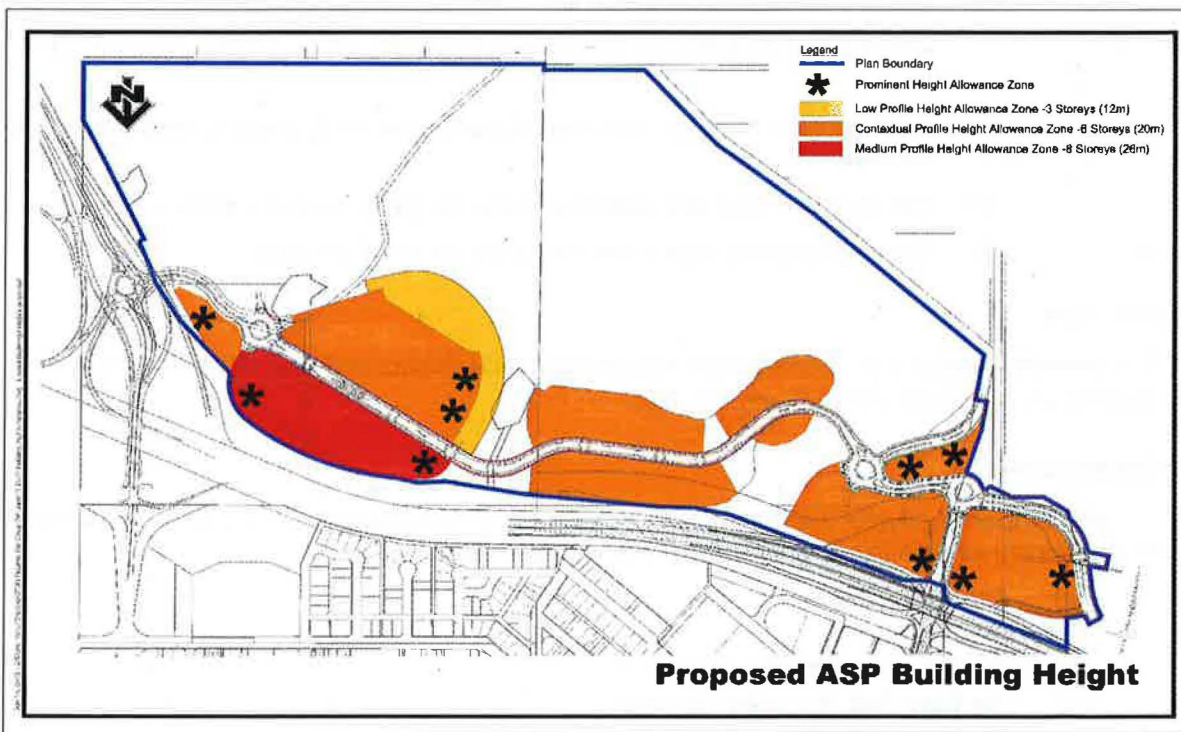 Legend
Plan Boundary
Prominent Height Allowance Zone
Low Profile Height Allowance Zone -3 Storeys (12m)
Contextual Profile Height Allowance Zone -6 Storeys (20m)
Medium Profile Height Allowance Zone -8 Storeys (26m)
N
Proposed ASP Building Height